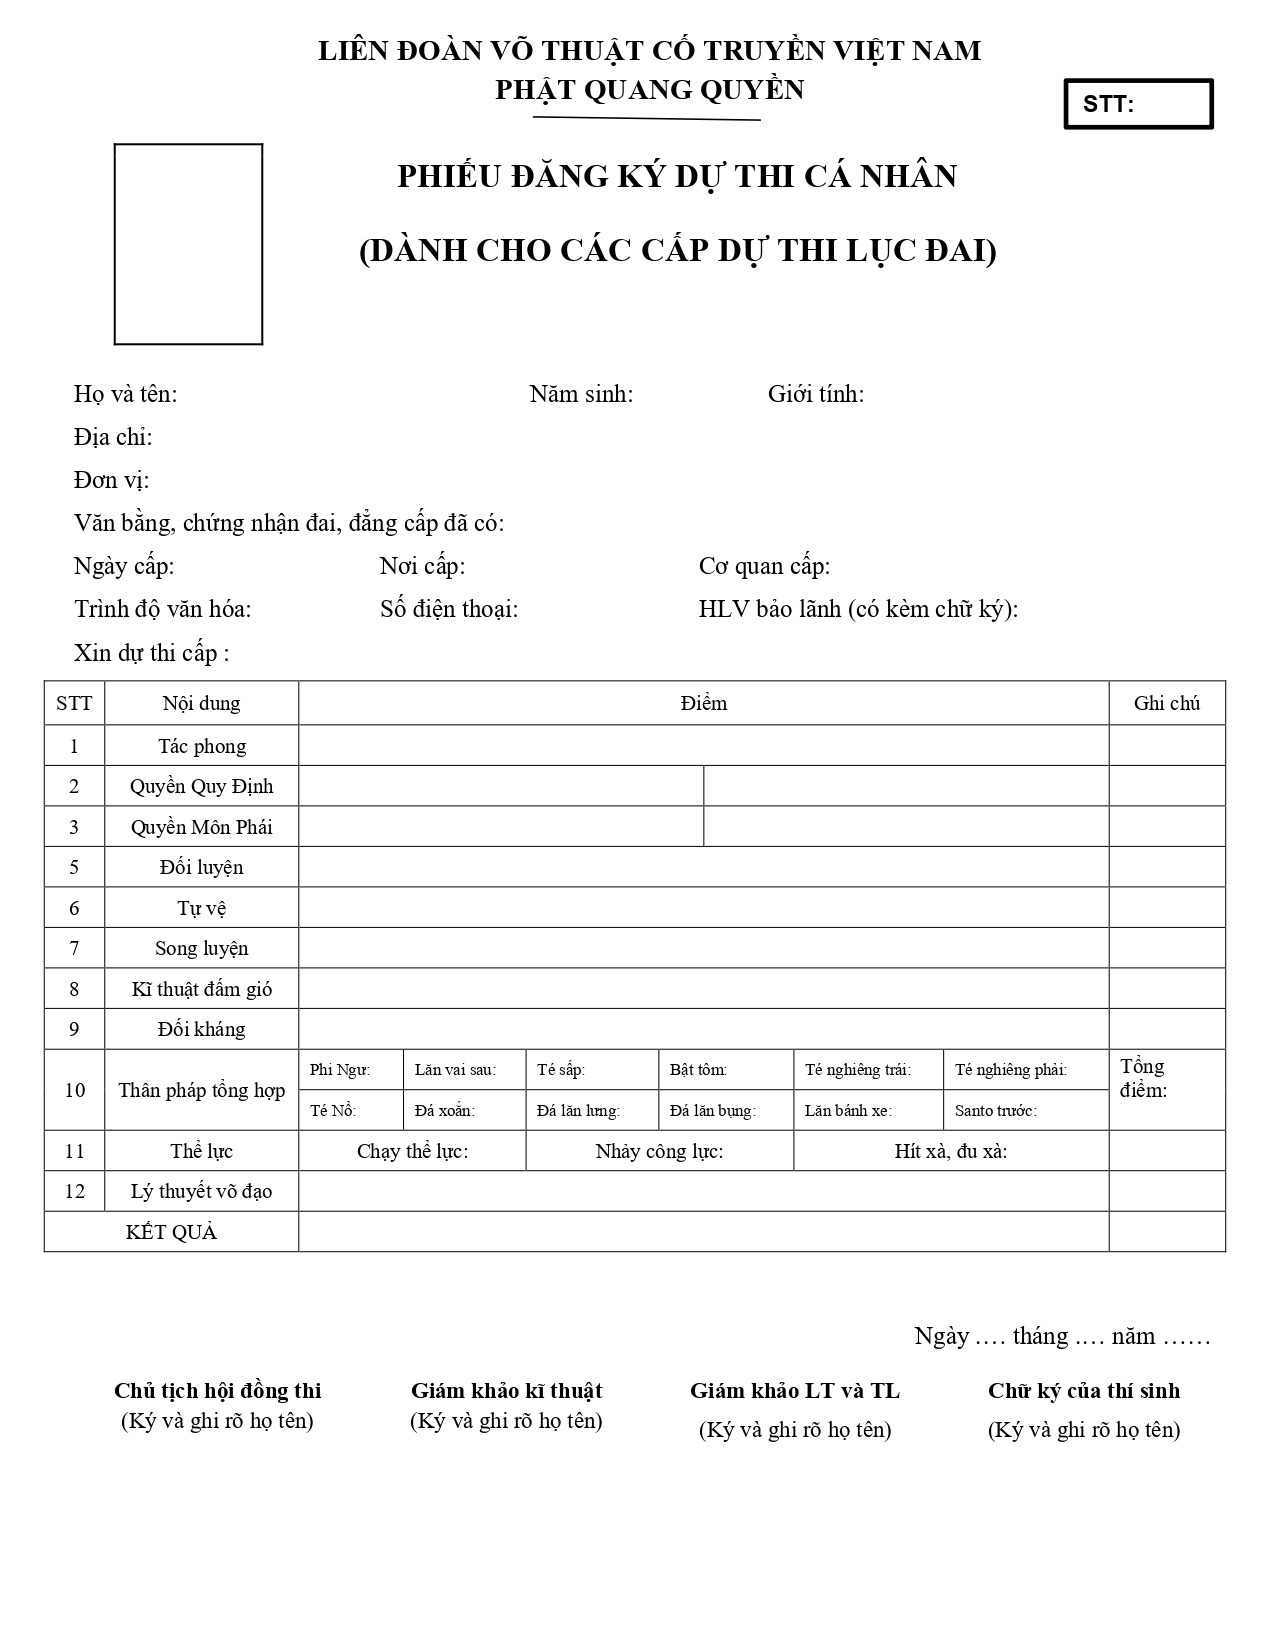 LIÊN ĐOÀN VÕ THUẬT CỐ TRUYỀN VIỆT NAM
PHẬT QUANG QUYỀN
STT:
PHIẾU ĐĂNG KÝ DỰ THI CÁ NHÂN
(DÀNH CHO CÁC CẤP DỰ THI LỤC ĐAI)
Họ và tên: Năm sinh: Giới tính:
Địa chỉ:
Đơn vị:
Văn bằng, chứng nhận đai, đẳng cấp đã có:
Ngày cấp: Nơi cấp: Cơ quan cấp:
Trình độ văn hóa: Số điện thoại: HLV bảo lãnh (có kèm chữ ký):
Xin dự thi cấp :
STT Nội dung Điểm Ghi chú
1 Tác phong
2 Quyền Quy Định
3 Quyền Môn Phái
5 Đối luyện
6 Tự vệ
7 Song luyện
8 Kĩ thuật đấm gió
9 Đối kháng
10 Thân pháp tổng hợp Phi Ngư: Lăn vai sau: Té sấp: Bật tôm: Té nghiêng trái: Té nghiêng phải: Tổng điểm:
Té Nổ: Đá xoắn: Đá lăn lưng: Đá lăn bụng: Lăn bánh xe: Santo trước:
11 Thể lực Chạy thể lực: Nhảy công lực: Hít xà, đu xà:
12 Lý thuyết võ đạo
KẾT QUẢ
Ngày …. tháng .… năm ……
Chủ tịch hội đồng thi Giám khảo kĩ thuật Giám khảo LT và TL Chữ ký của thí sinh
(Ký và ghi rõ họ tên) (Ký và ghi rõ họ tên) (Ký và ghi rõ họ tên) (Ký và ghi rõ họ tên)